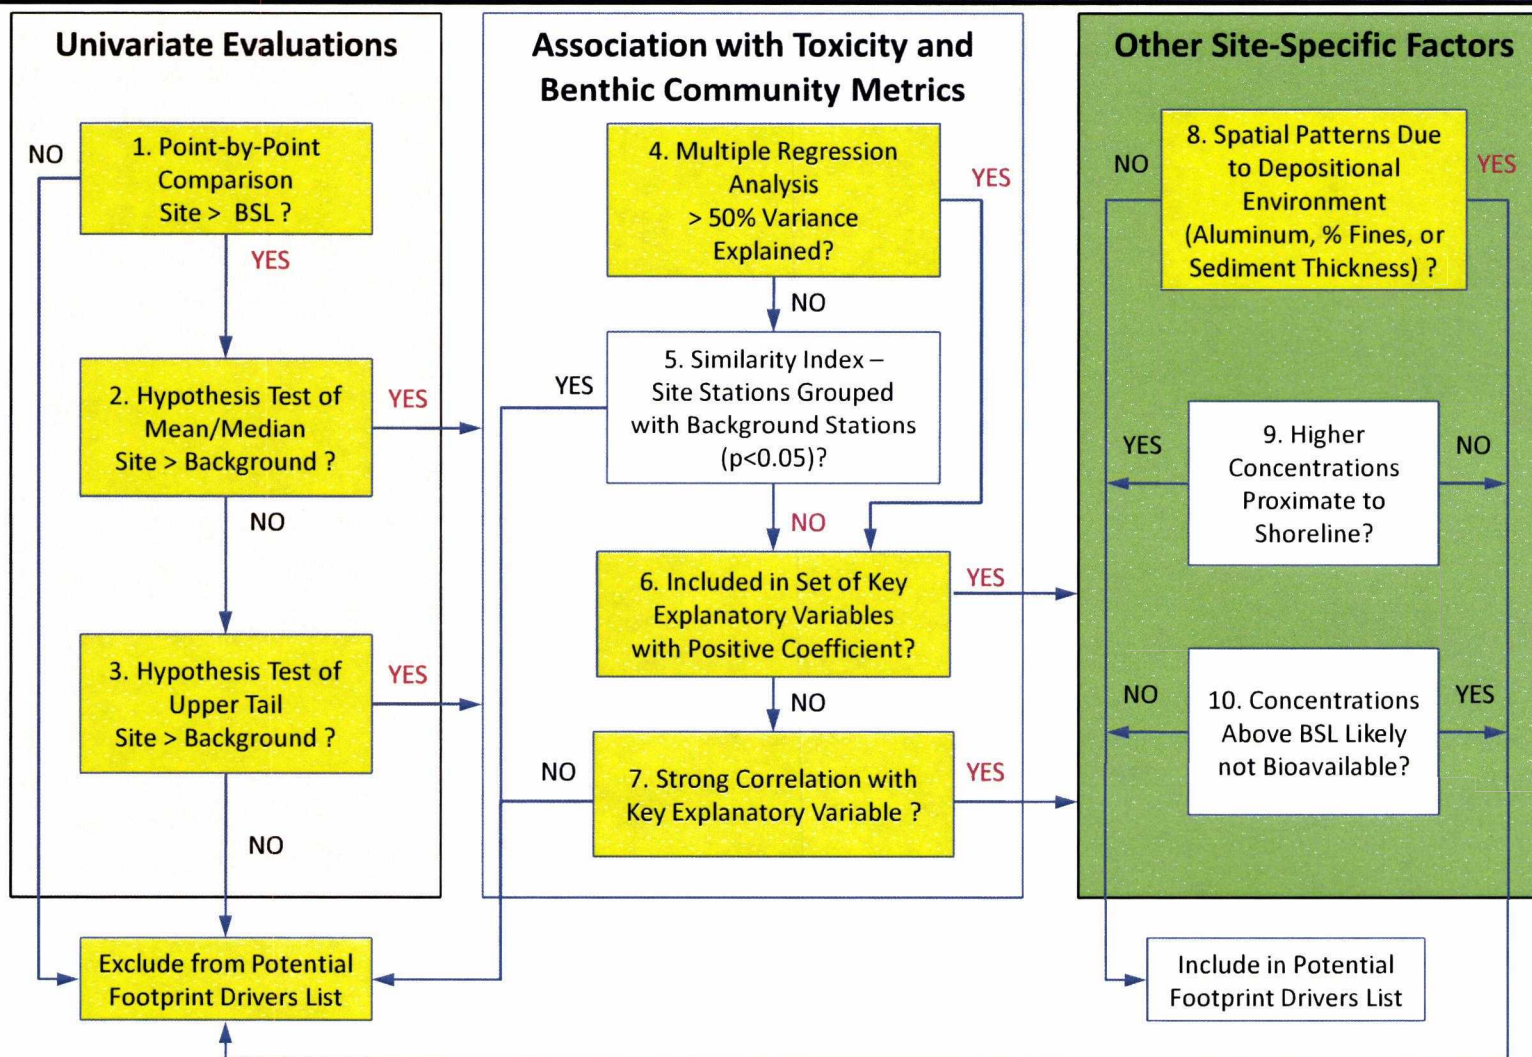 Univariate Evaluations
NO
1. Point-by-Point
Comparison
Site > BSL ?
YES
2. Hypothesis Test of
Mean/Median
Site > Background ?
YES
NO
3. Hypothesis Test of
Upper Tail
Site > Background ?
YES
NO
Exclude from Potential
Footprint Drivers List
Association with Toxicity and
Benthic Community Metrics
4. Multiple Regression
Analysis
> 50% Variance
Explained?
YES
NO
YES
5. Similarity Index –
Site Stations Grouped
with Background Stations
(p<0.05)?
NO
6. Included in Set of Key
Explanatory Variables
with Positive Coefficient?
YES
NO
NO
7. Strong Correlation with
Key Explanatory Variable ?
YES
Other Site-Specific Factors
NO
8. Spatial Patterns Due
to Depositional
Environment
(Aluminum, % Fines, or
Sediment Thickness) ?
YES
YES
9. Higher
Concentrations
Proximate to
Shoreline?
NO
NO
10. Concentrations
Above BSL Likely
not Bioavailable?
YES
Include in Potential
Footprint Drivers List